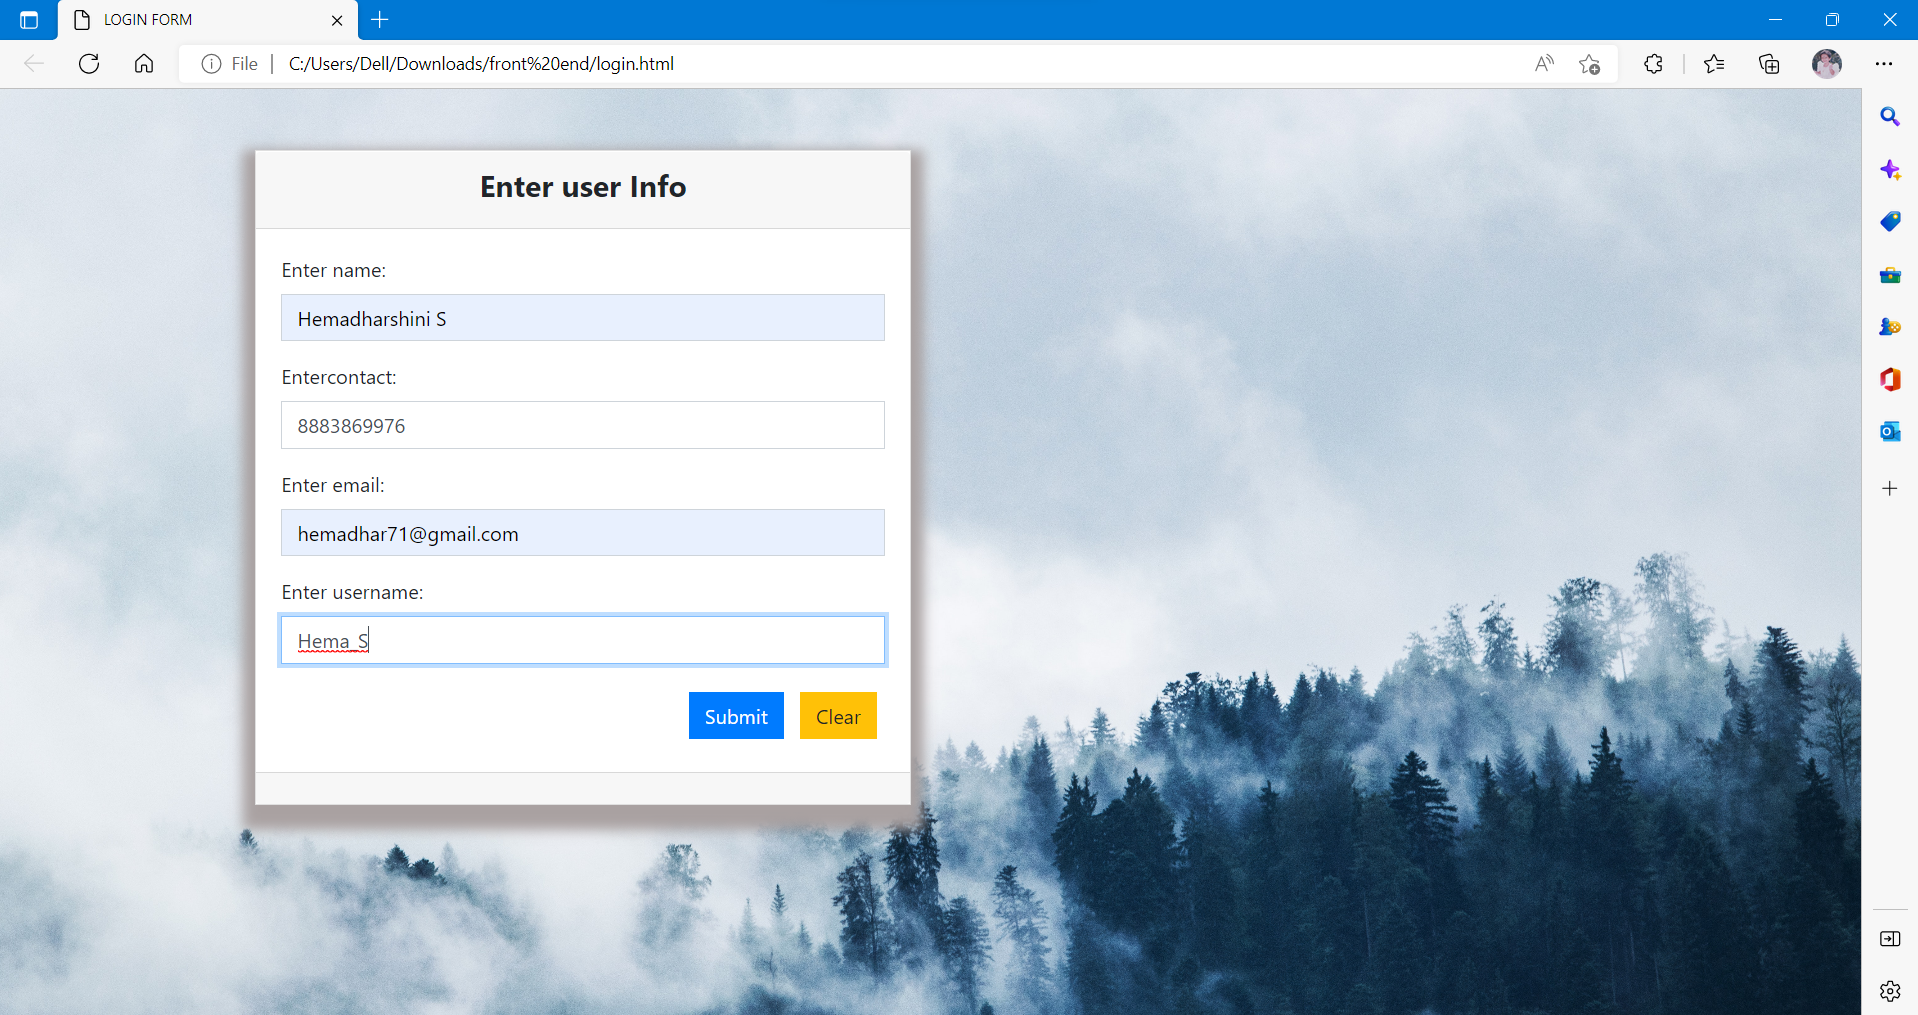 LOGIN FORM
File | C:/Users/Dell/Downloads/front%20end/login.html
Enter user Info
Enter name:
Hemadharshini S
Entercontact:
8883869976
Enter email:
hemadhar71@gmail.com
Enter username:
Hema_S
Submit Clear